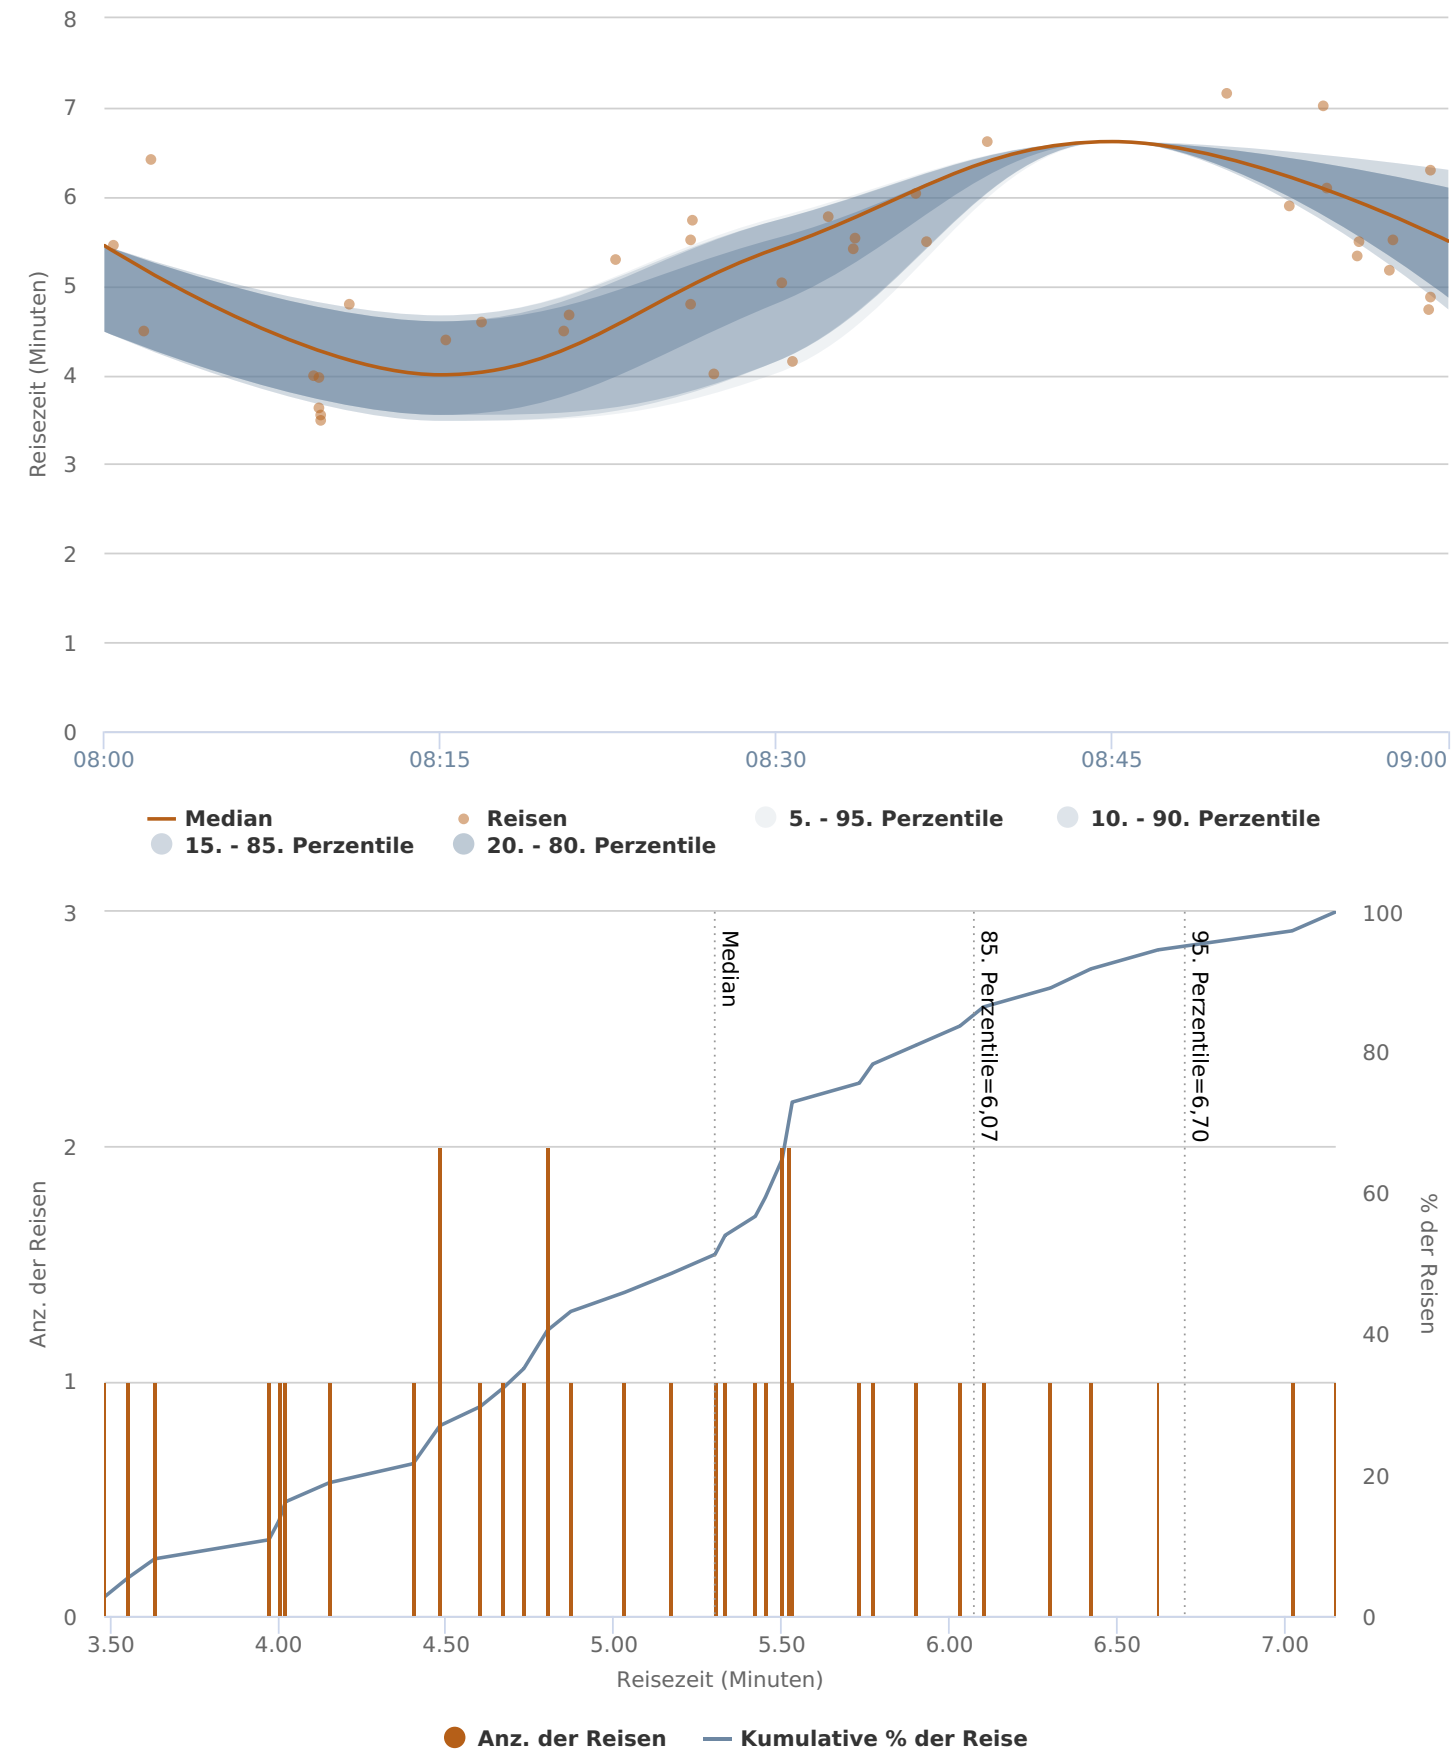 8
7
6
5
4
3
2
1
0
Reisezeit (Minuten)
08:00 08:15 08:30 08:45 09:00
Median Reisen 5. - 95. Perzentile 10. - 90. Perzentile
15. - 85. Perzentile 20. - 80. Perzentile
3
2
1
0
Anz. der Reisen
Median
85. Perzentile=6,07
95. Perzentile=6,70
100
80
60
40
20
0
% der Reisen
3.50 4.00 4.50 5.00 5.50 6.00 6.50 7.00
Reisezeit (Minuten)
Anz. der Reisen Kumulative % der Reise